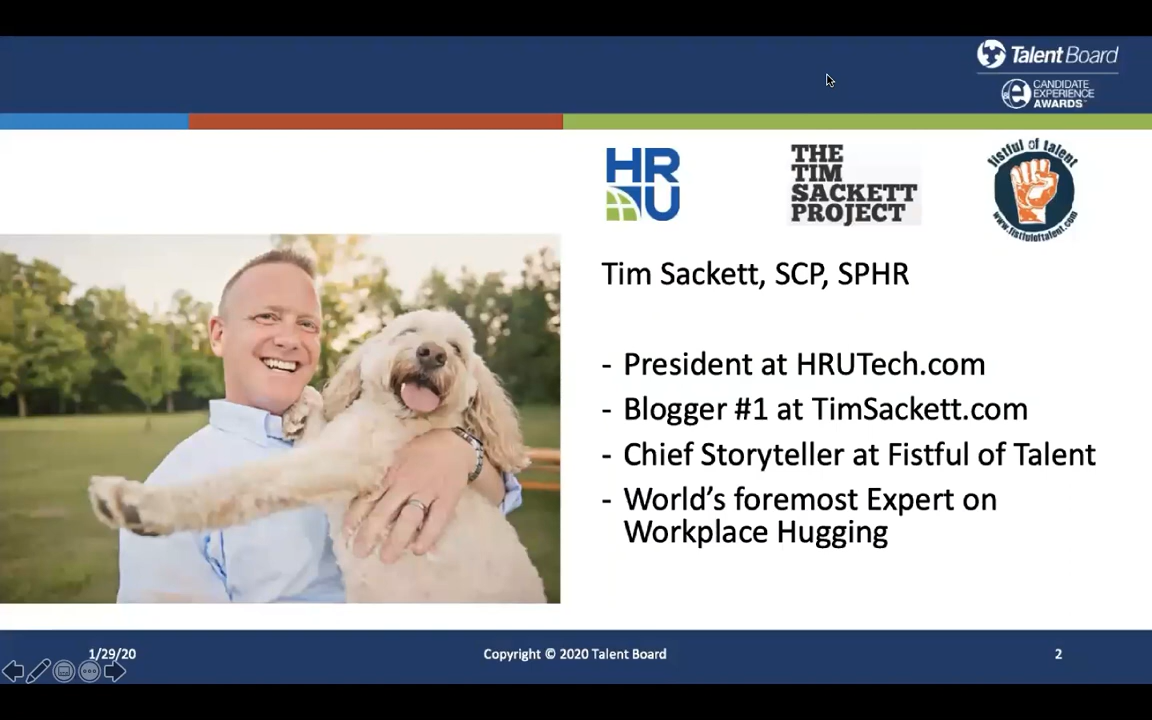 Talent Board
CANDIDATE
EXPERIENCE
AWARDS
HR
U
THE
TIM
SACKETT
PROJECT
fistful of talent
www.fistfuloftalent.com
Tim Sackett, SCP, SPHR
- President at HRUTech.com
- Blogger #1 at TimSackett.com
- Chief Storyteller at Fistful of Talent
- World’s foremost Expert on
Workplace Hugging
1/29/20
Copyright © 2020 Talent Board
2